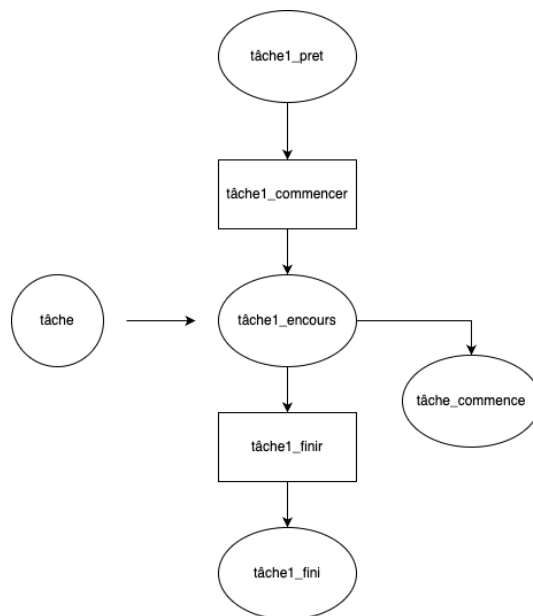 tâche1_pret
tâche1_commencer
tâche
tâche1_encours
tâche_commence
tâche1_finir
tâche1_fini